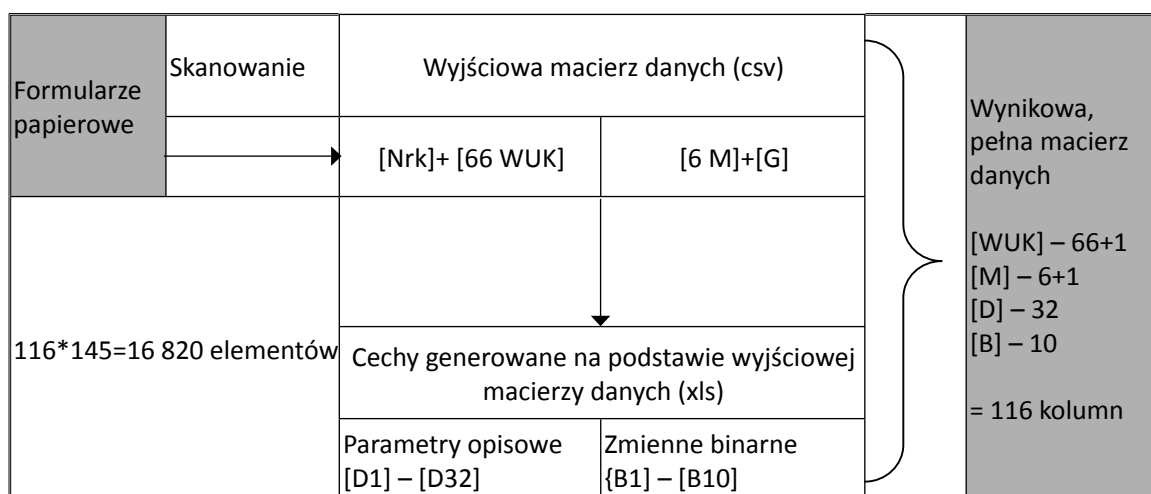 Formularze
papierowe
Skanowanie
Wyjściowa macierz danych (csv)
[Nrk]+ [66 WUK]
[6 M]+[G]
116*145=16 820 elementów
Cechy generowane na podstawie wyjściowej
macierzy danych (xls)
Parametry opisowe
[D1] – [D32]
Zmienne binarne
{B1] – [B10]
Wynikowa,
pełna macierz
danych
[WUK] – 66+1
[M] – 6+1
[D] – 32
[B] – 10
= 116 kolumn